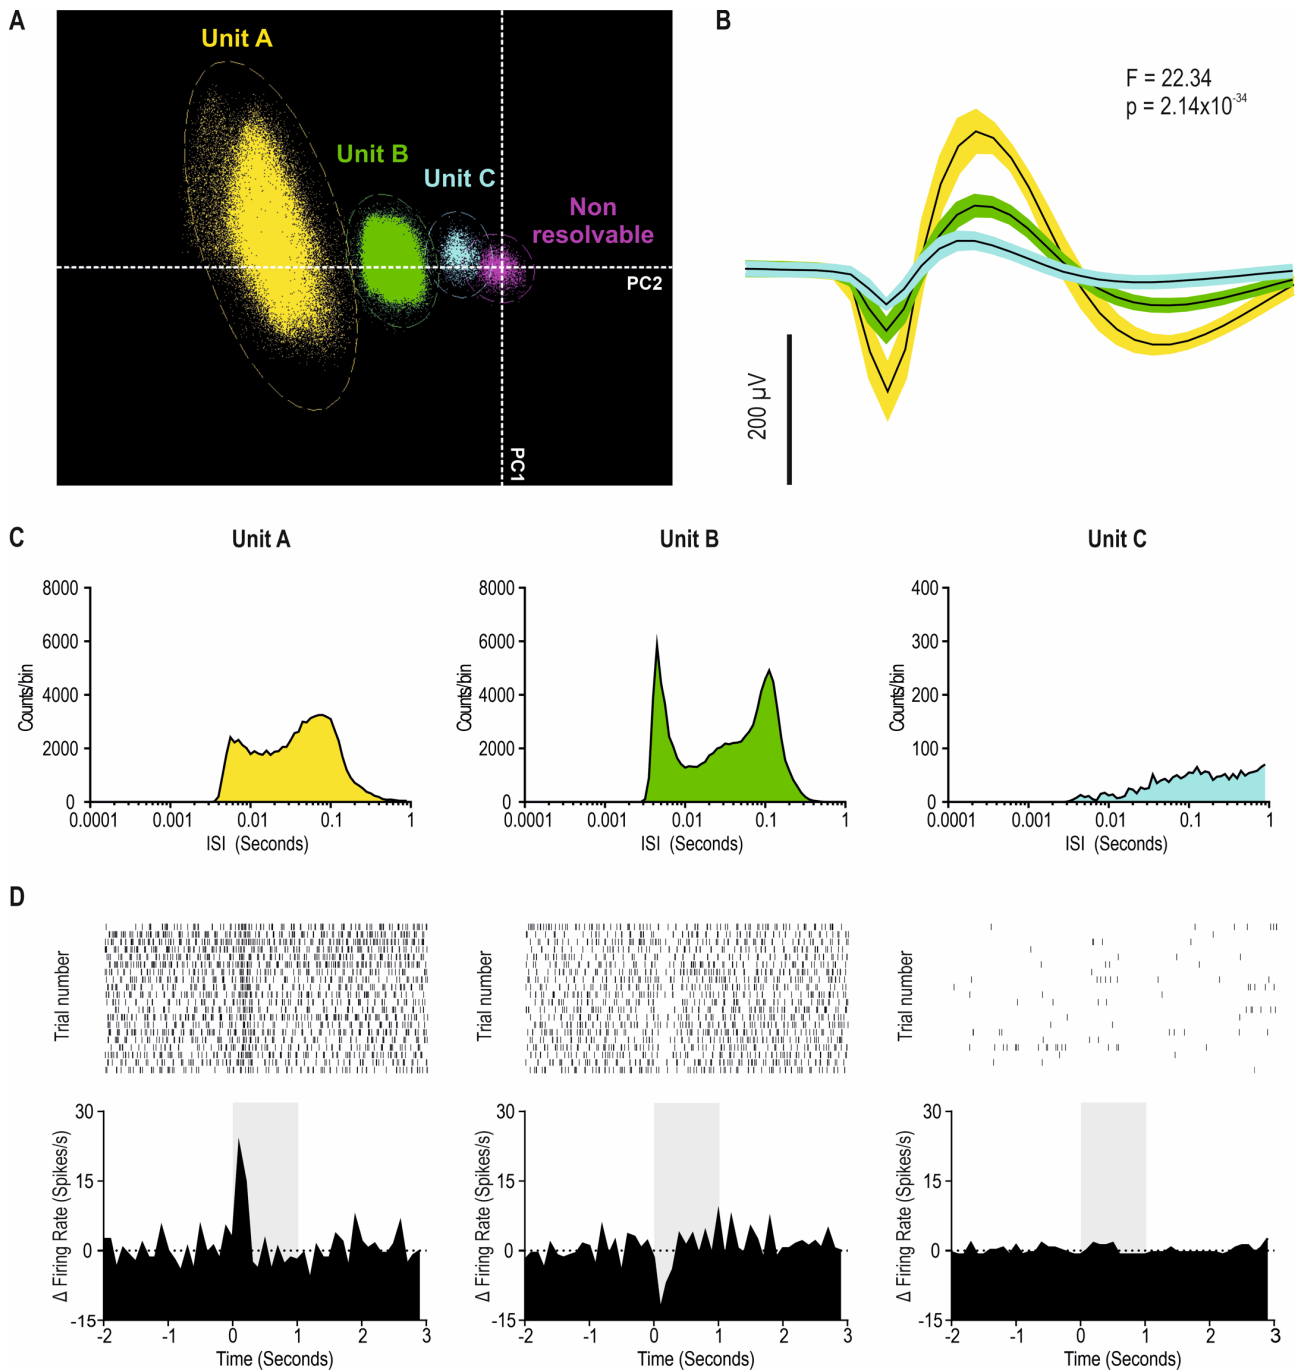 A
Unit A
Unit B
Unit C
Non
resolvable
PC2
PC1
B
F = 22.34
p = 2.14x10-34
200 µV
C
Unit A
Unit B
Unit C
8000
6000
4000
2000
0
Counts/bin
0.0001
0.001
0.01
0.1
1
ISI (Seconds)
8000
6000
4000
2000
0
Counts/bin
0.0001
0.001
0.01
0.1
1
ISI (Seconds)
400
300
200
100
0
Counts/bin
0.0001
0.001
0.01
0.1
1
ISI (Seconds)
D
Trial number
Trial number
Trial number
30
15
0
-15
Δ Firing Rate (Spikes/s)
-2
-1
0
1
2
3
Time (Seconds)
30
15
0
-15
Δ Firing Rate (Spikes/s)
-2
-1
0
1
2
3
Time (Seconds)
30
15
0
-15
Δ Firing Rate (Spikes/s)
-2
-1
0
1
2
3
Time (Seconds)